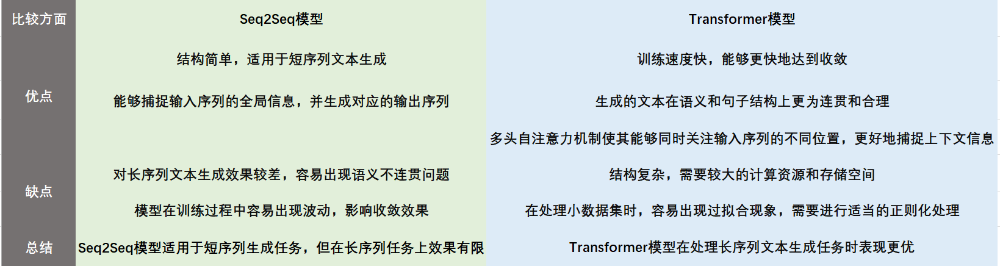 比较方面 Seq2Seq模型 Transformer模型
优点
结构简单，适用于短序列文本生成 训练速度快，能够更快地达到收敛
能够捕捉输入序列的全局信息，并生成对应的输出序列 生成的文本在语义和句子结构上更为连贯和合理
多头自注意力机制使其能够同时关注输入序列的不同位置，更好地捕捉上下文信息
缺点
对长序列文本生成效果较差，容易出现语义不连贯问题 结构复杂，需要较大的计算资源和存储空间
模型在训练过程中容易出现波动，影响收敛效果 在处理小数据集时，容易出现过拟合现象，需要进行适当的正则化处理
总结 Seq2Seq模型适用于短序列生成任务，但在长序列任务上效果有限 Transformer模型在处理长序列文本生成任务时表现更优